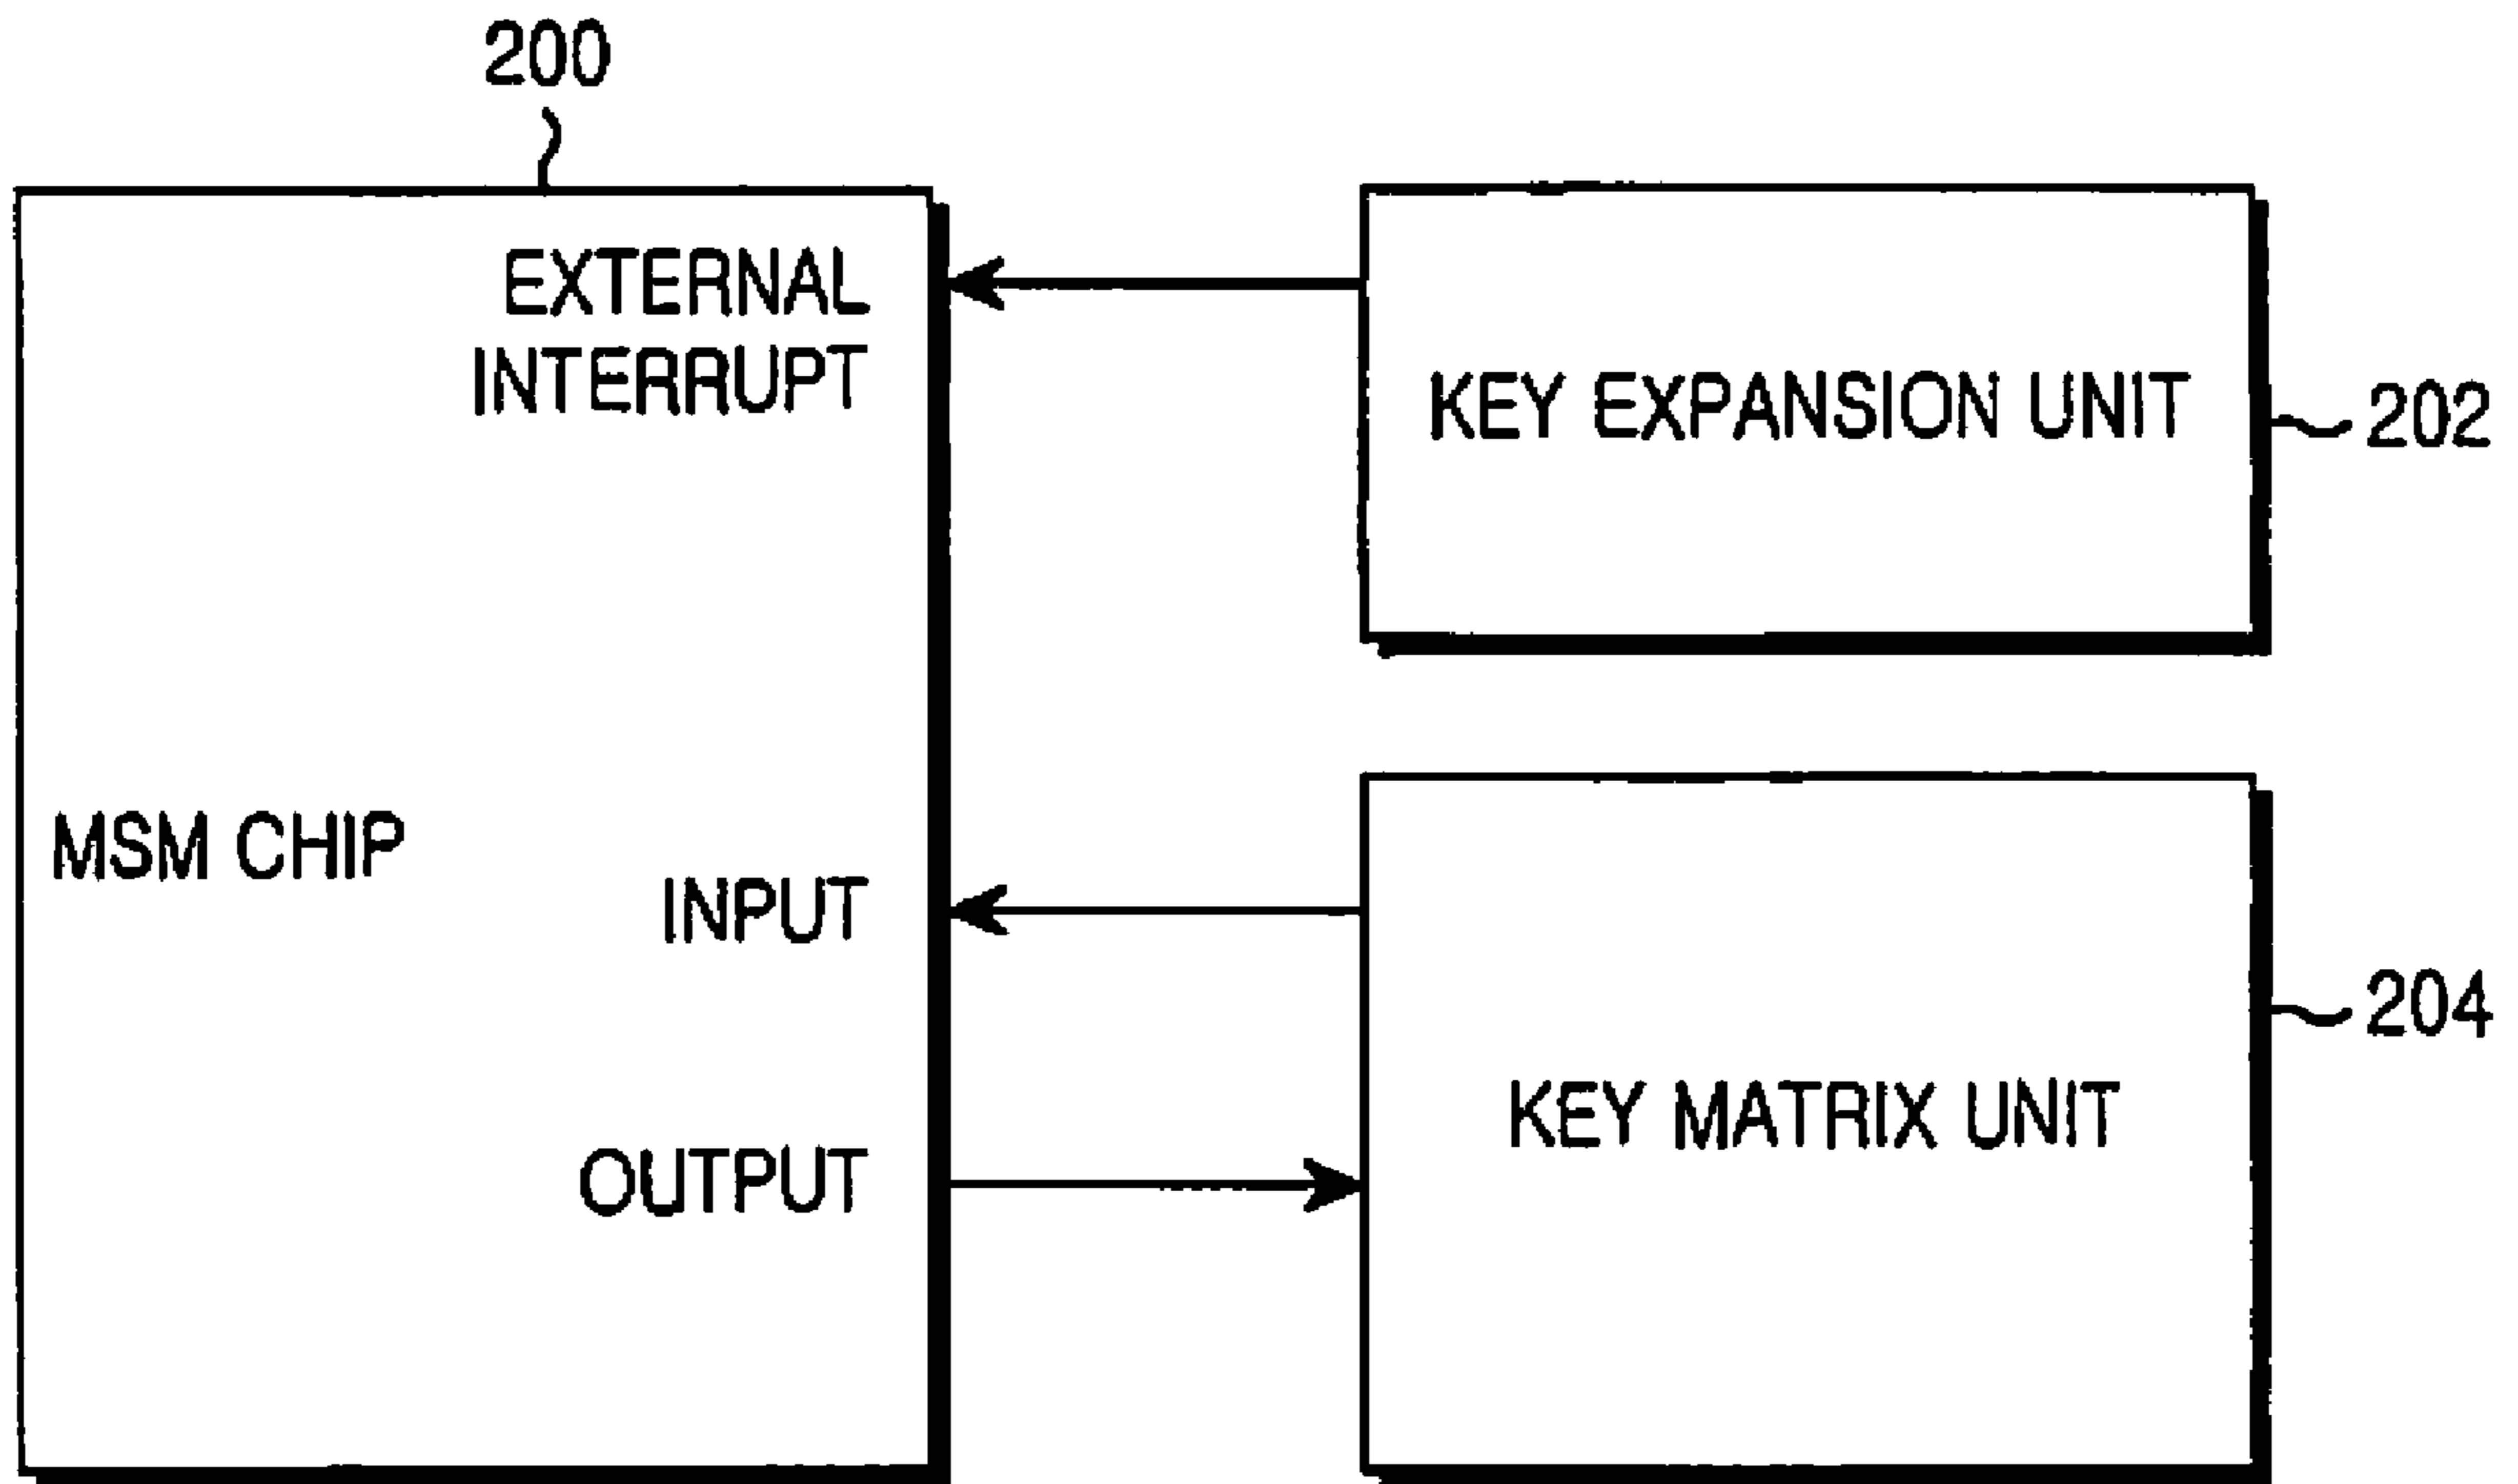 200
EXTERNAL
INTERRUPT
KEY EXPANSION UNIT
202
MSM CHIP
INPUT
204
KEY MATRIX UNIT
OUTPUT